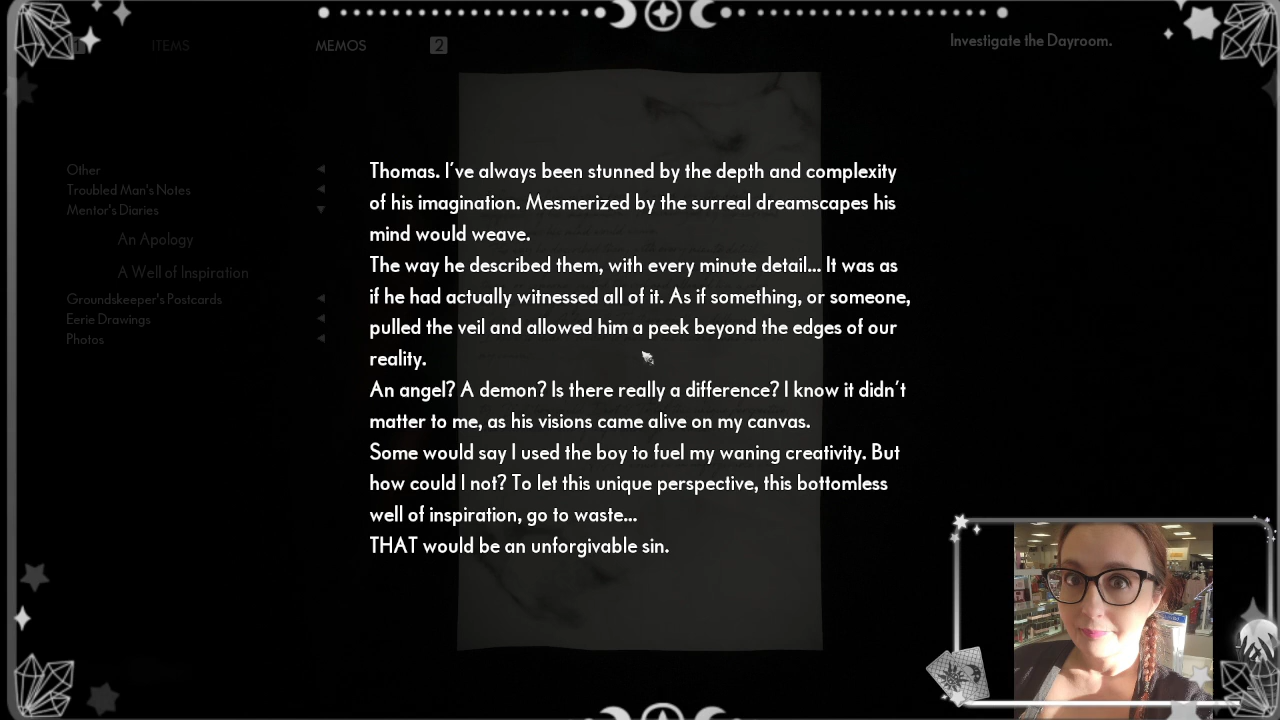 1
ITEMS
MEMOS
2
Investigate the Dayroom.
Other
Troubled Man's Notes
Mentor's Diaries
An Apology
A Well of Inspiration
Groundskeeper's Postcards
Eerie Drawings
Photos
Thomas. I've always been stunned by the depth and complexity
of his imagination. Mesmerized by the surreal dreamscapes his
mind would weave.
The way he described them, with every minute detail... It was as
if he had actually witnessed all of it. As if something, or someone,
pulled the veil and allowed him a peek beyond the edges of our
reality.
An angel? A demon? Is there really a difference? I know it didn't
matter to me, as his visions came alive on my canvas.
Some would say I used the boy to fuel my waning creativity. But
how could I not? To let this unique perspective, this bottomless
well of inspiration, go to waste...
THAT would be an unforgivable sin.